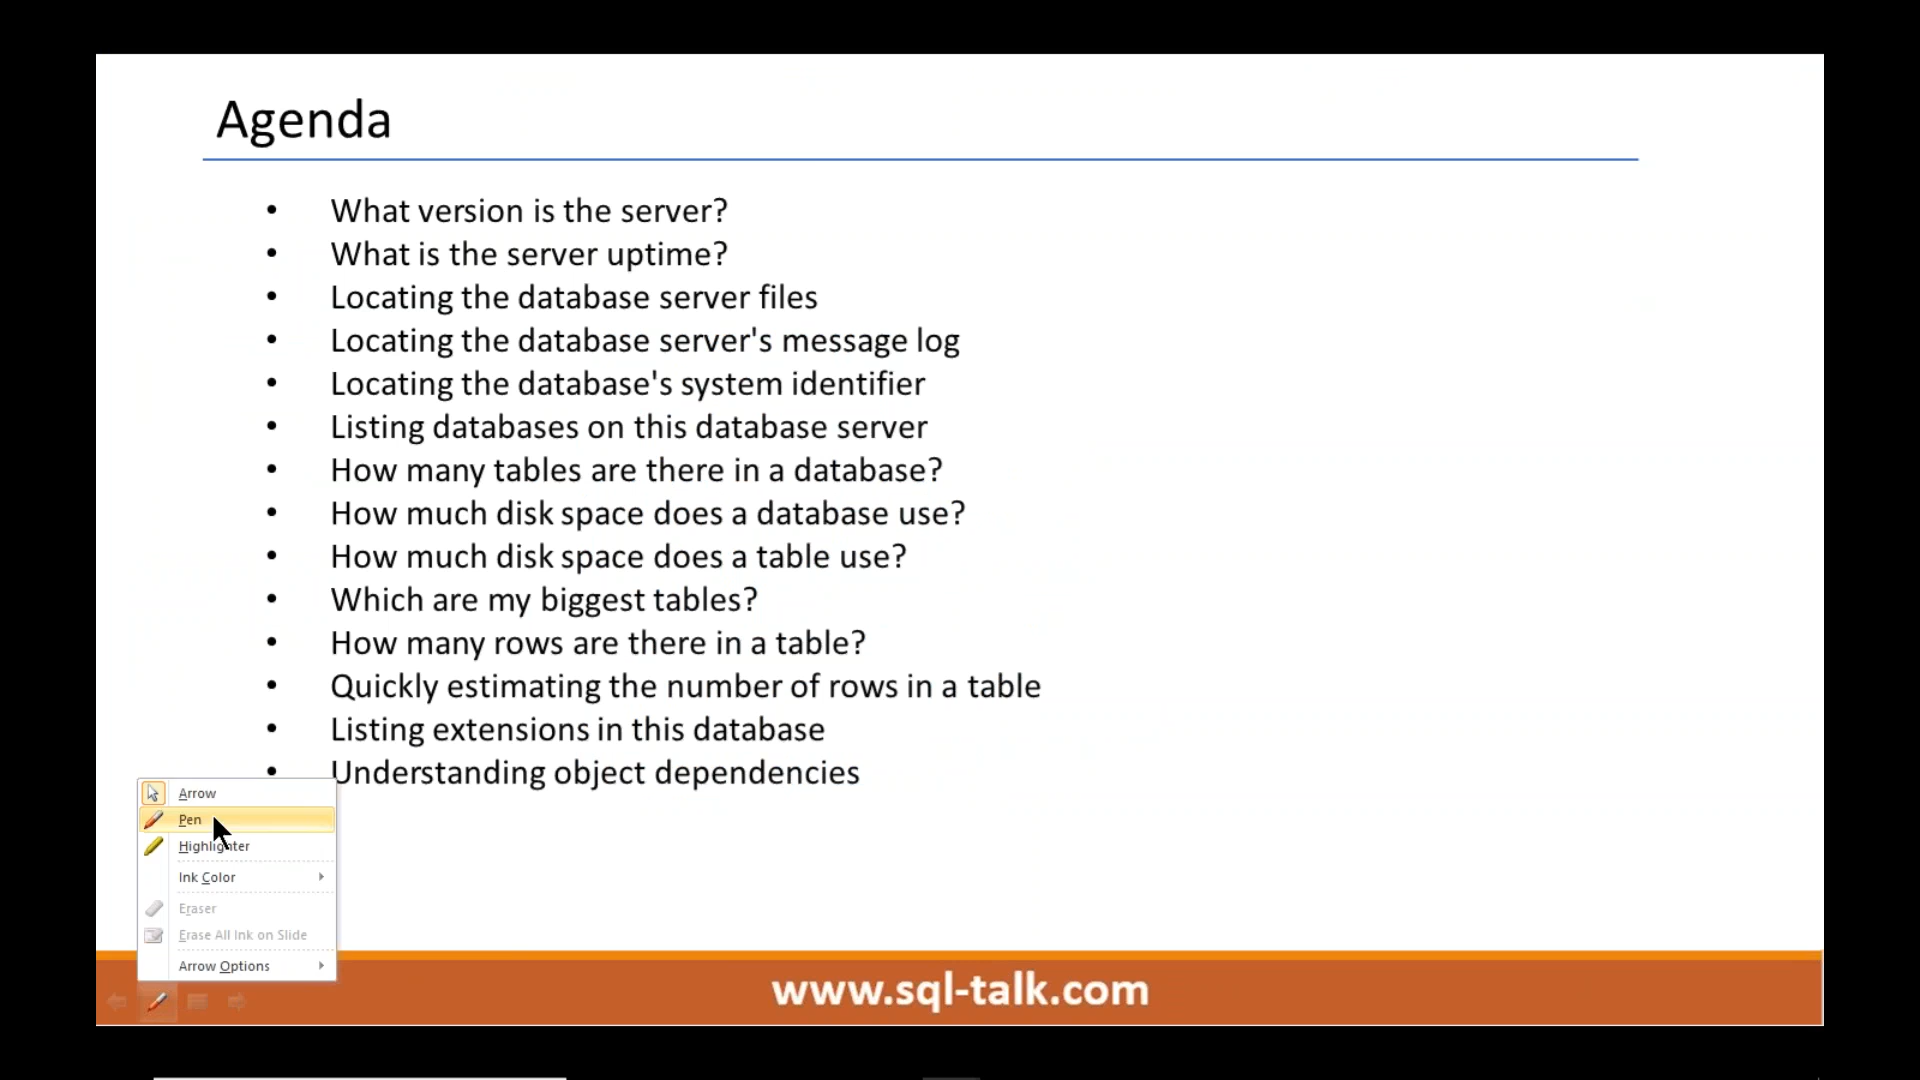 Agenda
• What version is the server?
• What is the server uptime?
• Locating the database server files
• Locating the database server's message log
• Locating the database's system identifier
• Listing databases on this database server
• How many tables are there in a database?
• How much disk space does a database use?
• How much disk space does a table use?
• Which are my biggest tables?
• How many rows are there in a table?
• Quickly estimating the number of rows in a table
• Listing extensions in this database
• Understanding object dependencies
Arrow
Pen
Highlighter
Ink Color
Eraser
Erase All Ink on Slide
Arrow Options
www.sql-talk.com